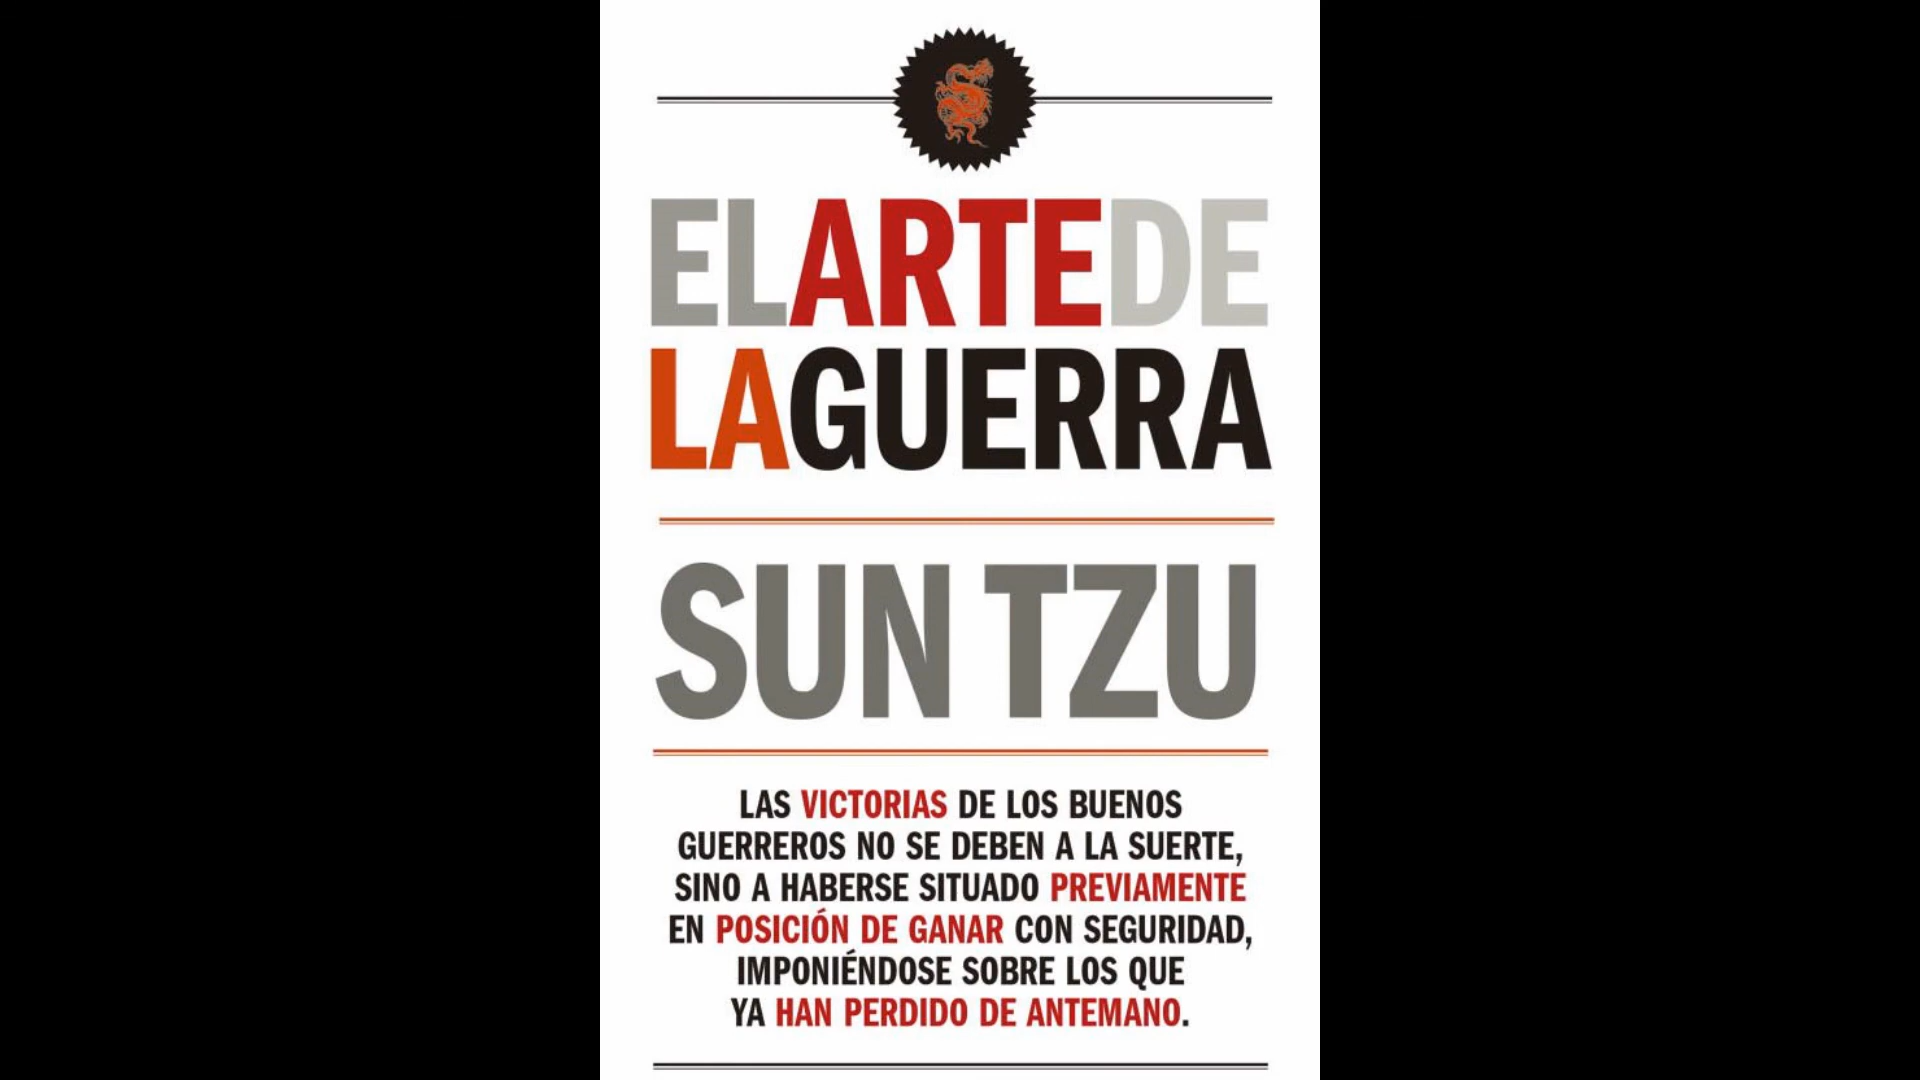 EL ARTE DE
LA GUERRA
SUN TZU
LAS VICTORIAS DE LOS BUENOS
GUERREROS NO SE DEBEN A LA SUERTE,
SINO A HABERSE SITUADO PREVIAMENTE
EN POSICIÓN DE GANAR CON SEGURIDAD,
IMPONIÉNDOSE SOBRE LOS QUE
YA HAN PERDIDO DE ANTEMANO.